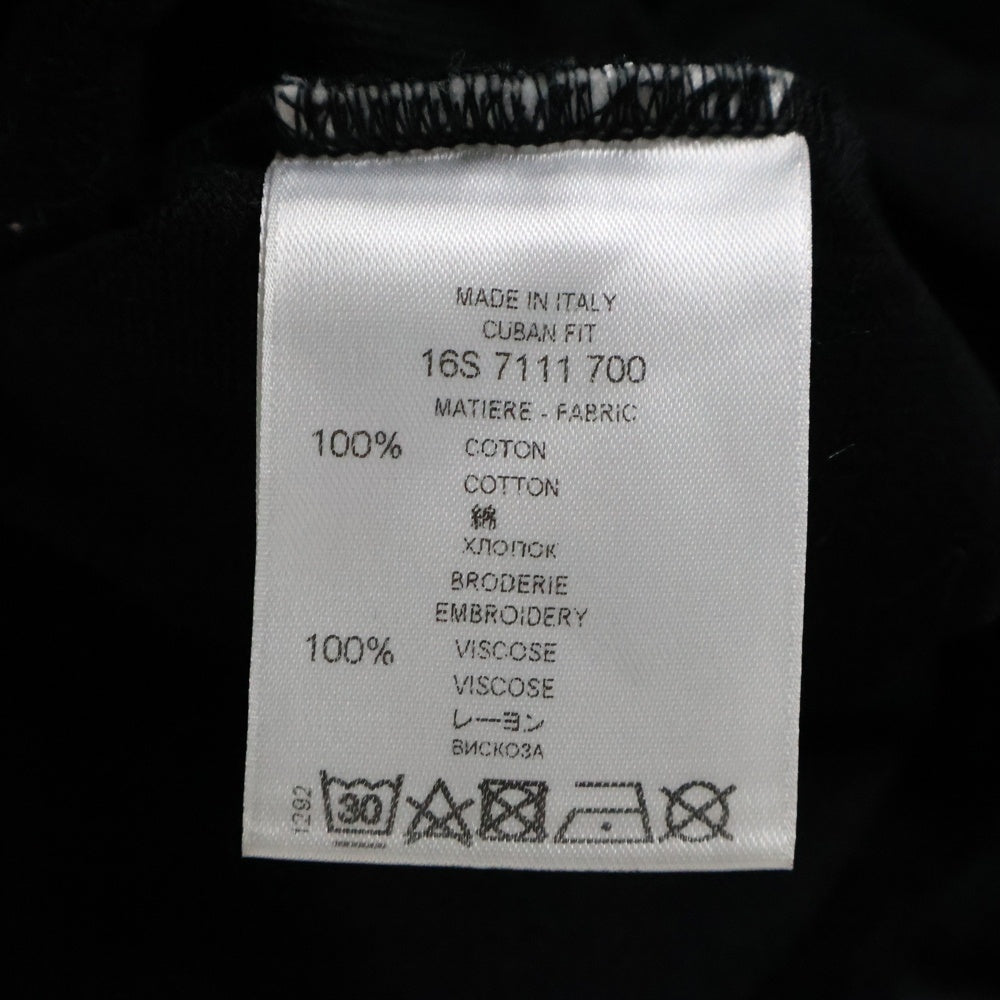 MADE IN ITALY
CUBAN FIT
16S 7111 700
MATIERE - FABRIC
100% COTON
COTTON
綿
ХЛОПОК
BRODERIE
EMBROIDERY
100% VISCOSE
VISCOSE
レーヨン
ВИСКОЗА
1292
30